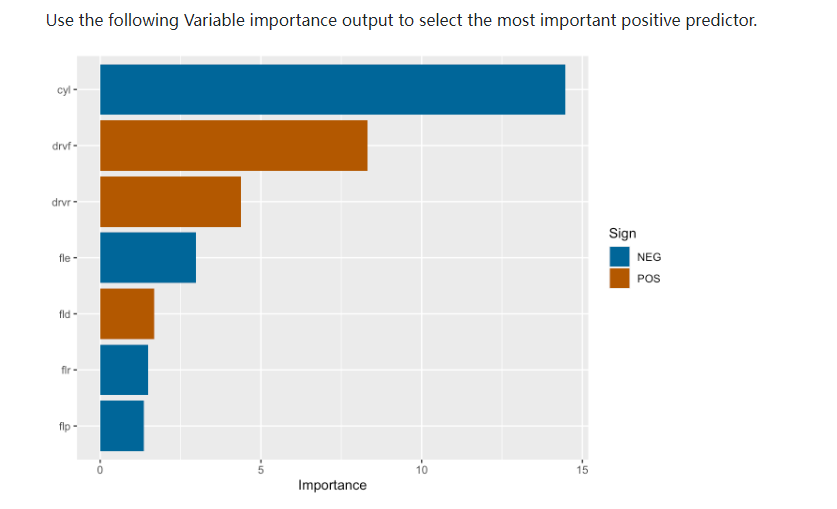 Use the following Variable importance output to select the most important positive predictor.
cyl
drvf
drvr
fle
fld
flr
flp
0 5 10 15
Importance
Sign
NEG
POS